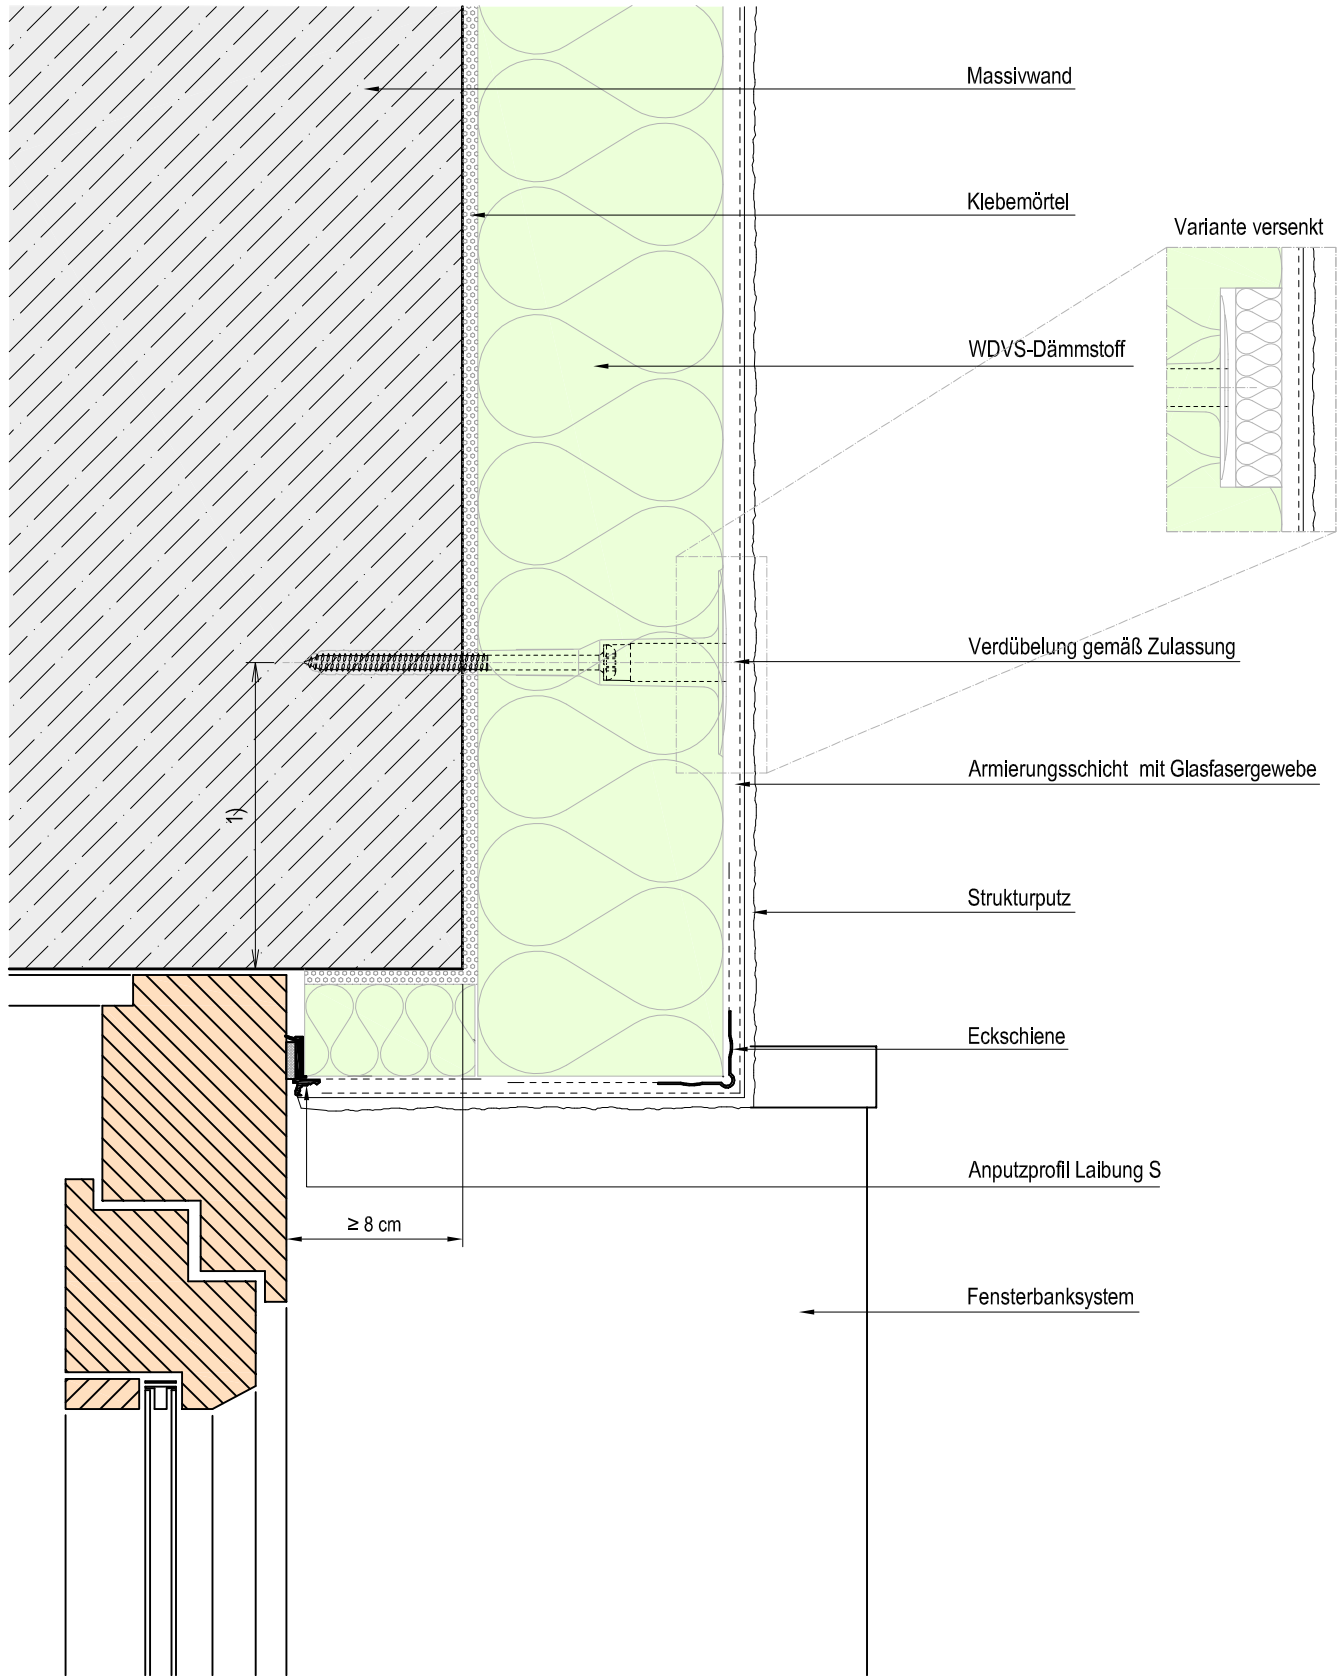 Massivwand
Klebemörtel
Variante versenkt
WDVS-Dämmstoff
Verdübelung gemäß Zulassung
Armierungsschicht mit Glasfasergewebe
1)
Strukturputz
Eckschiene
Anputzprofil Laibung S
≥ 8 cm
Fensterbanksystem